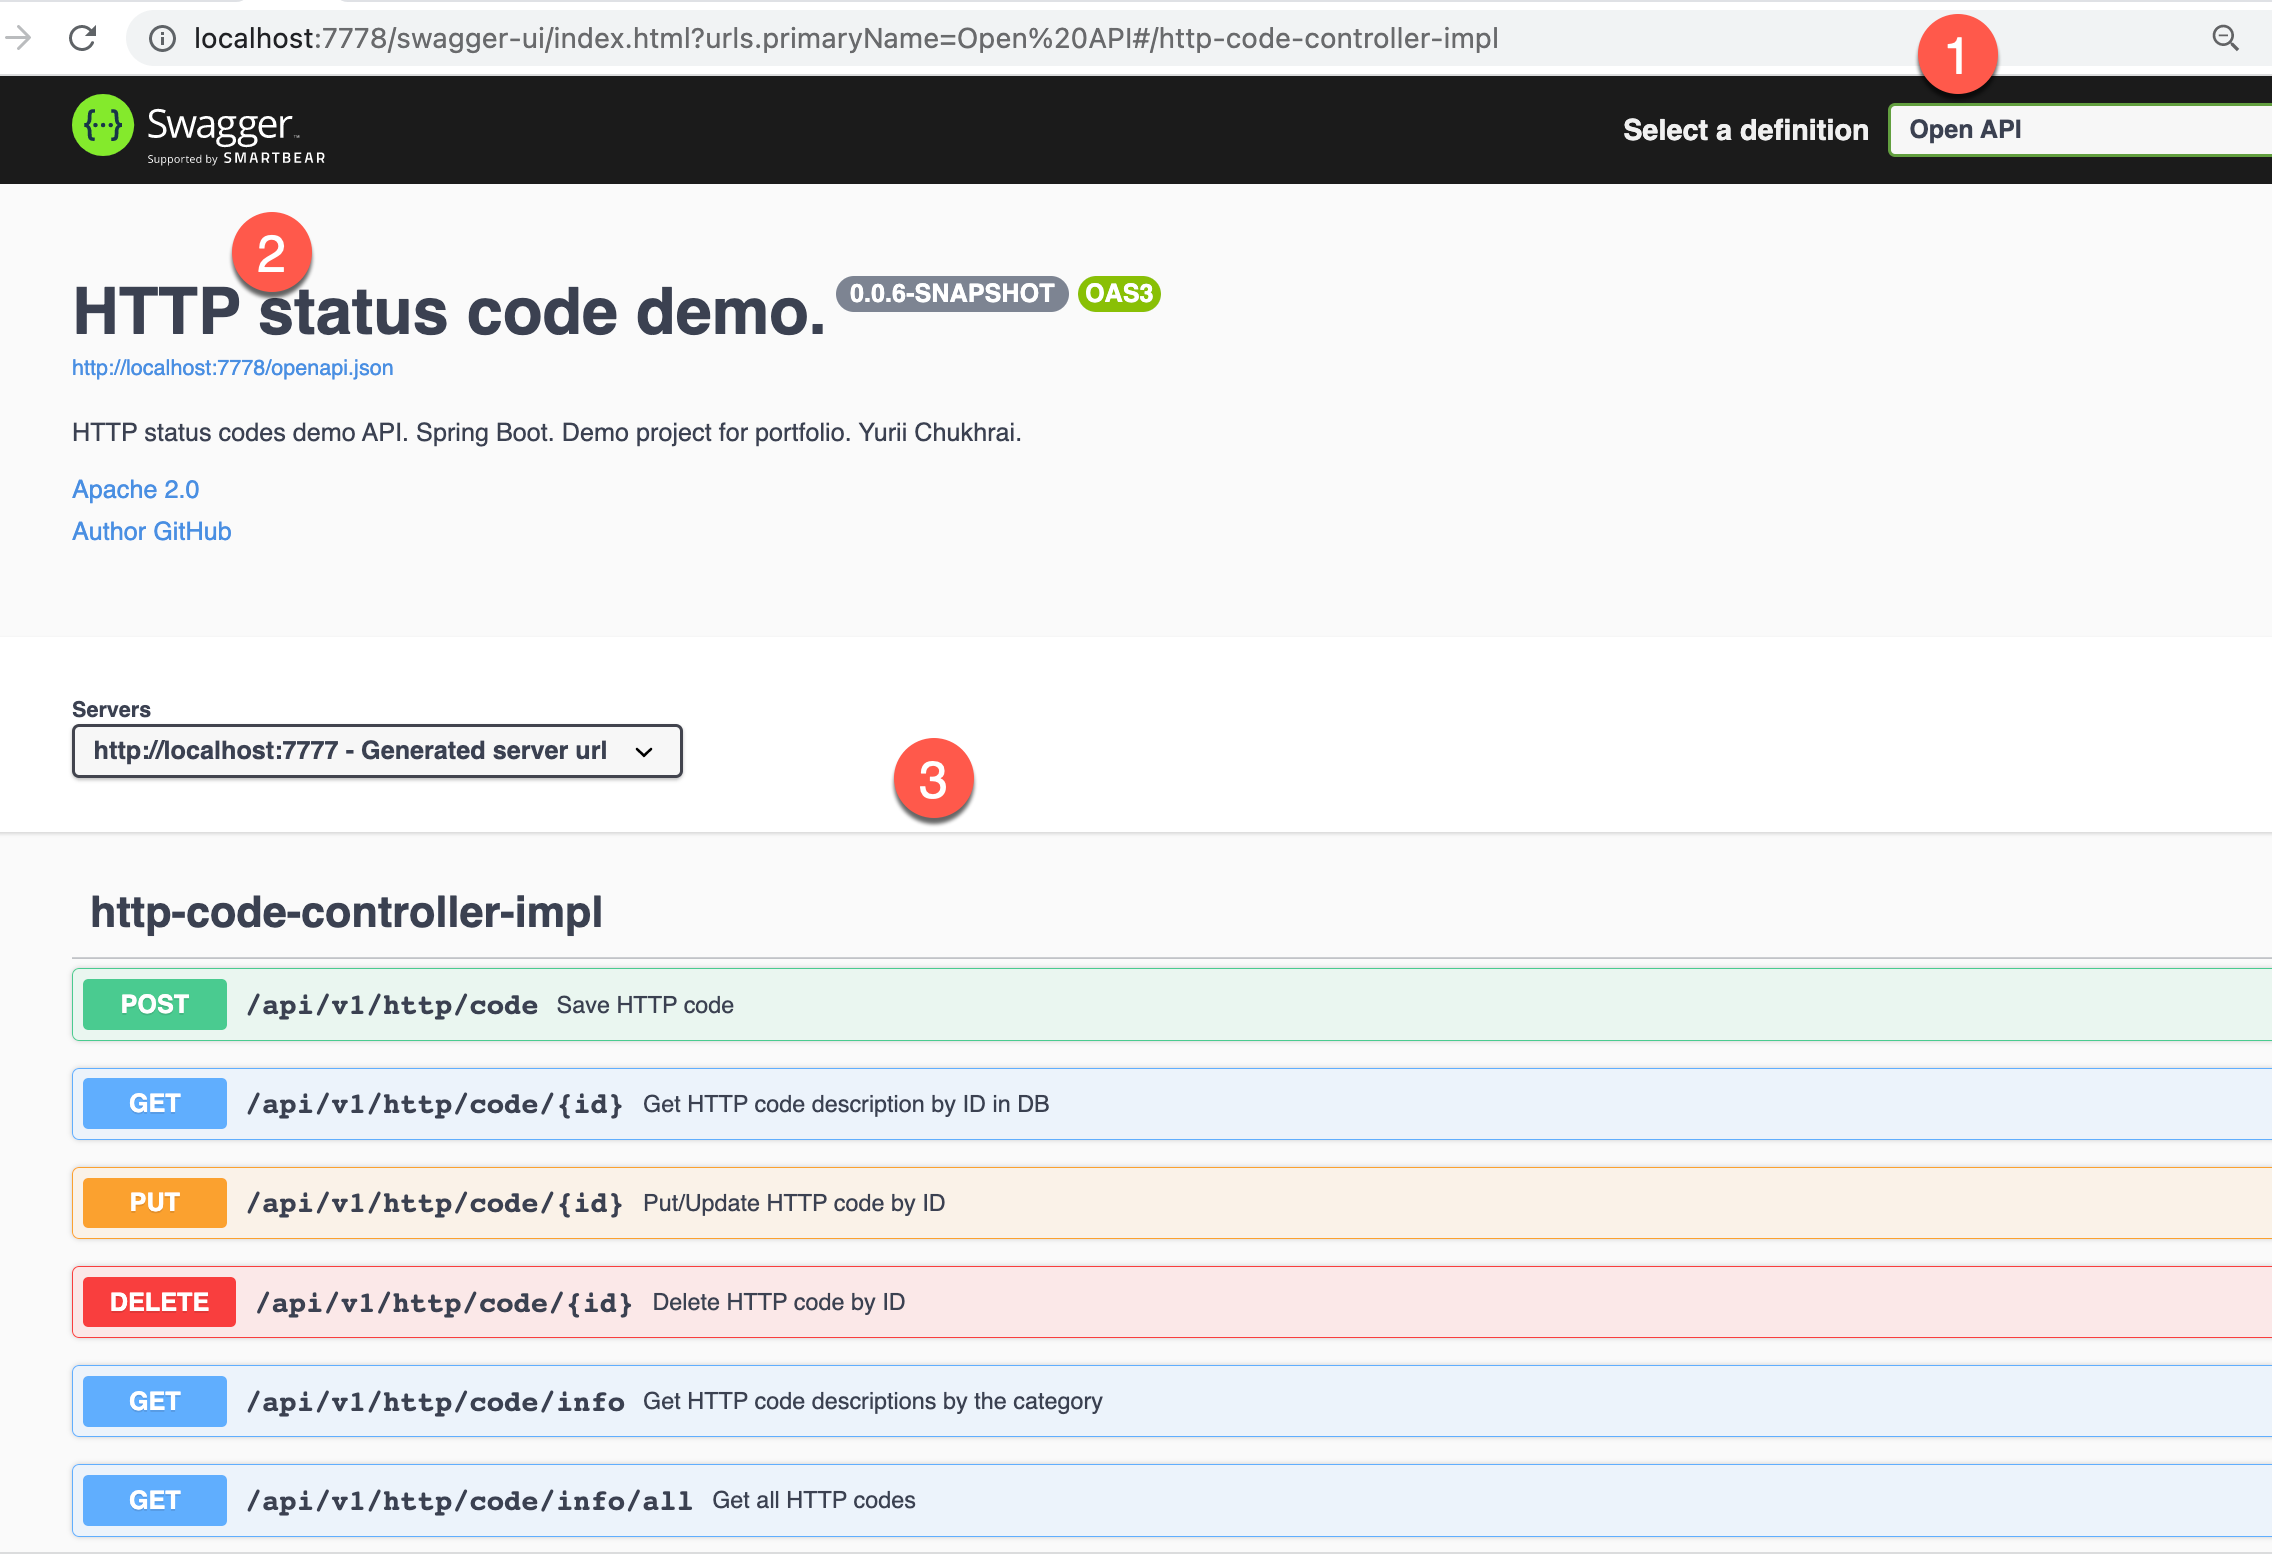 localhost:7778/swagger-ui/index.html?urls.primaryName=Open%20API#/http-code-controller-impl
1
{···} Swagger™
Supported by SMARTBEAR
Select a definition Open API
2
HTTP status code demo. 0.0.6-SNAPSHOT OAS3
http://localhost:7778/openapi.json
HTTP status codes demo API. Spring Boot. Demo project for portfolio. Yurii Chukhrai.
Apache 2.0
Author GitHub
Servers
http://localhost:7777 - Generated server url
3
http-code-controller-impl
POST /api/v1/http/code Save HTTP code
GET /api/v1/http/code/{id} Get HTTP code description by ID in DB
PUT /api/v1/http/code/{id} Put/Update HTTP code by ID
DELETE /api/v1/http/code/{id} Delete HTTP code by ID
GET /api/v1/http/code/info Get HTTP code descriptions by the category
GET /api/v1/http/code/info/all Get all HTTP codes